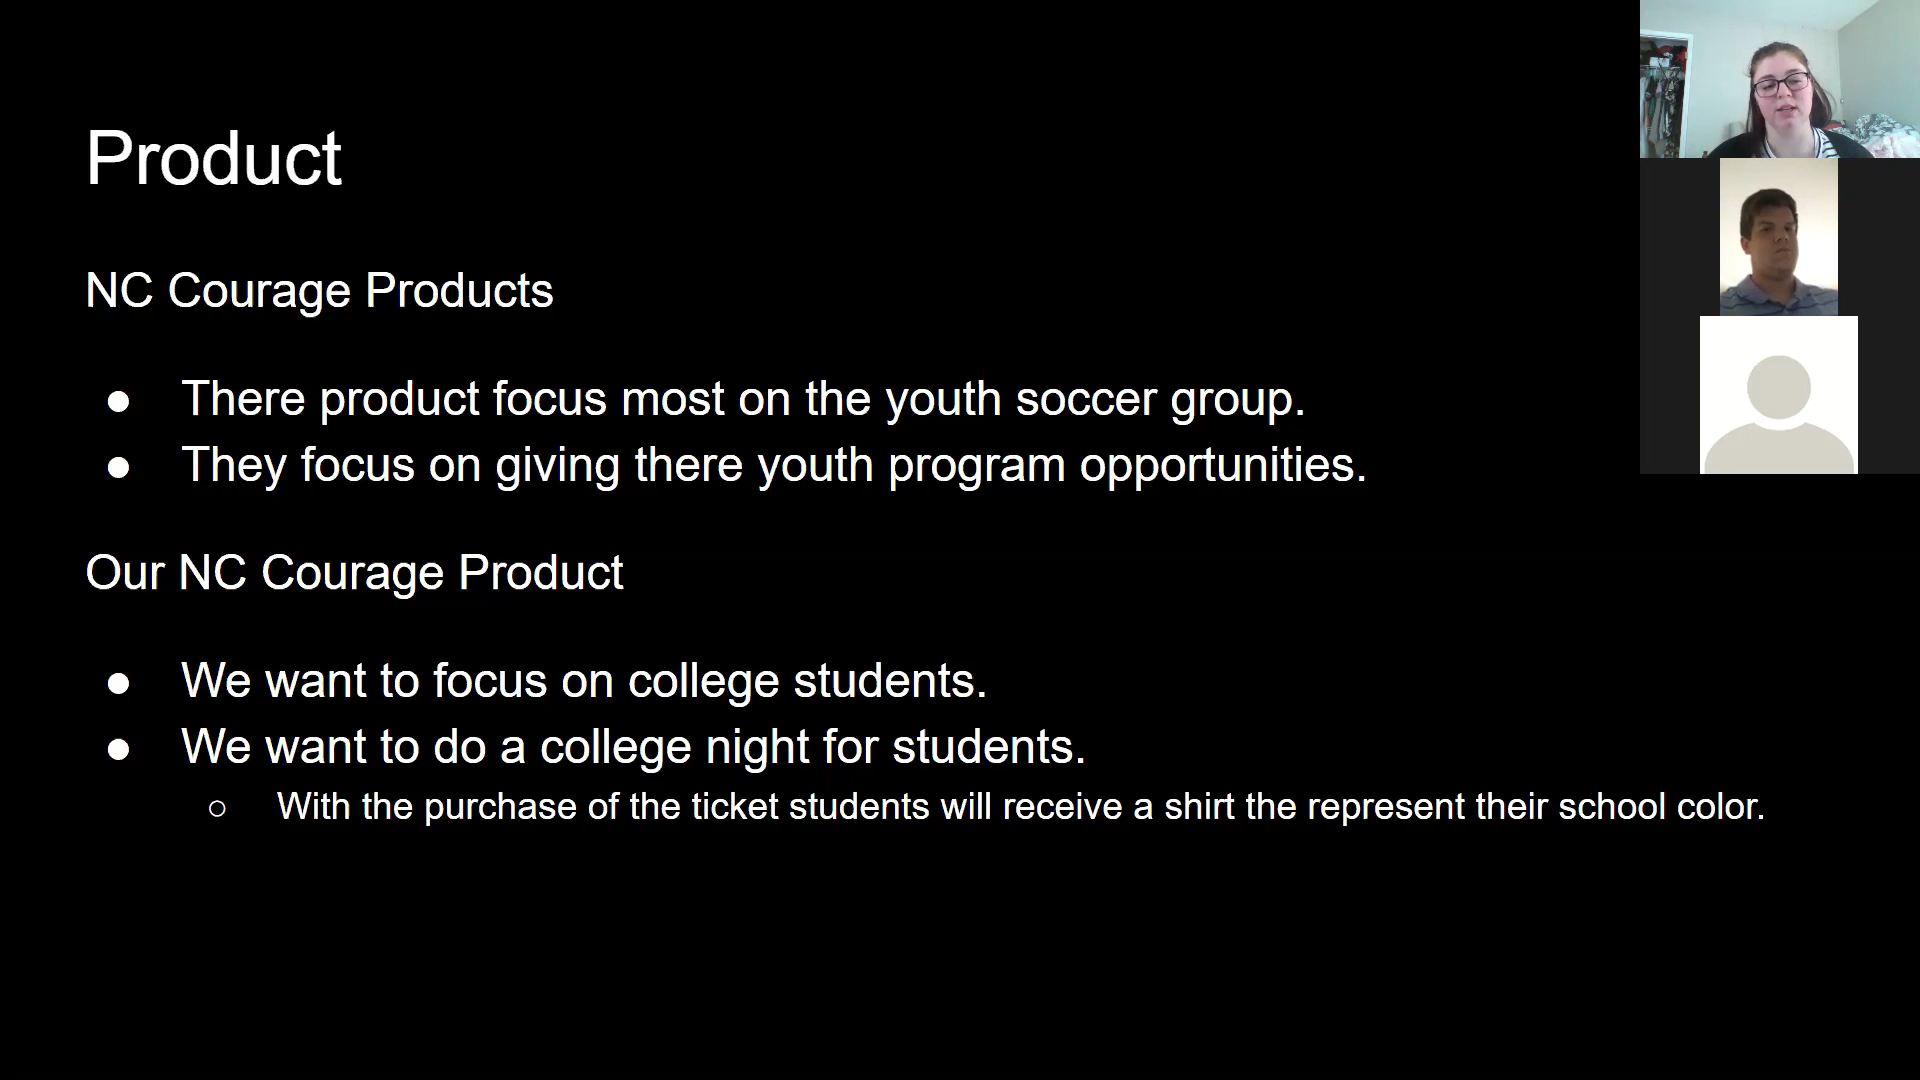 Product
NC Courage Products
● There product focus most on the youth soccer group.
● They focus on giving there youth program opportunities.
Our NC Courage Product
● We want to focus on college students.
● We want to do a college night for students.
○ With the purchase of the ticket students will receive a shirt the represent their school color.